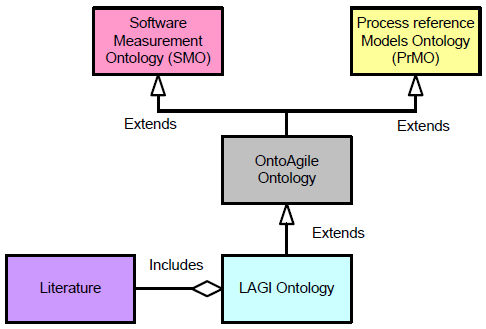 Software
Measurement
Ontology (SMO)
Process reference
Models Ontology
(PrMO)
Extends
Extends
OntoAgile
Ontology
Extends
Includes
Literature
LAGI Ontology